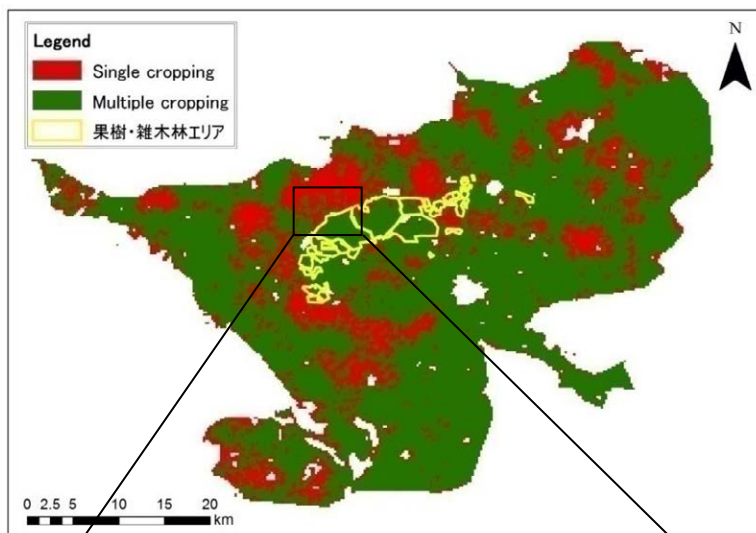 Legend
Single cropping
Multiple cropping
果樹・雑木林エリア
N
0 2.5 5 10 15 20
km